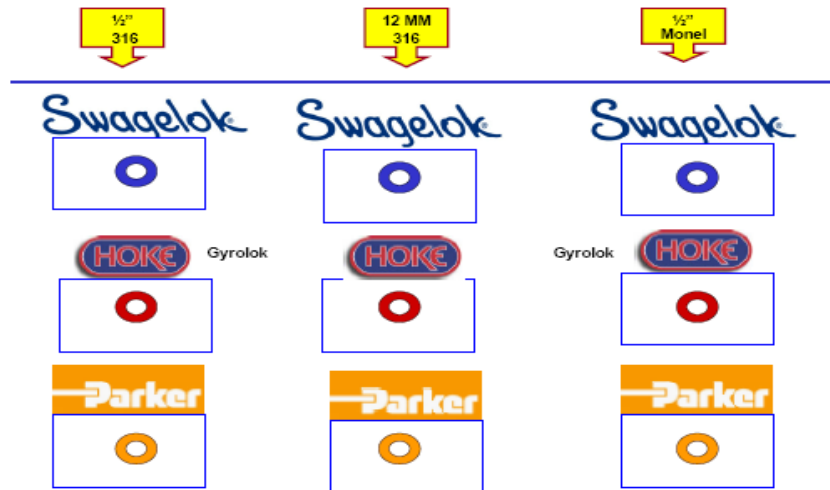 ½”
316
12 MM
316
½”
Monel
Swagelok
Swagelok
Swagelok
HOKE Gyrolok
HOKE
Gyrolok HOKE
Parker
Parker
Parker